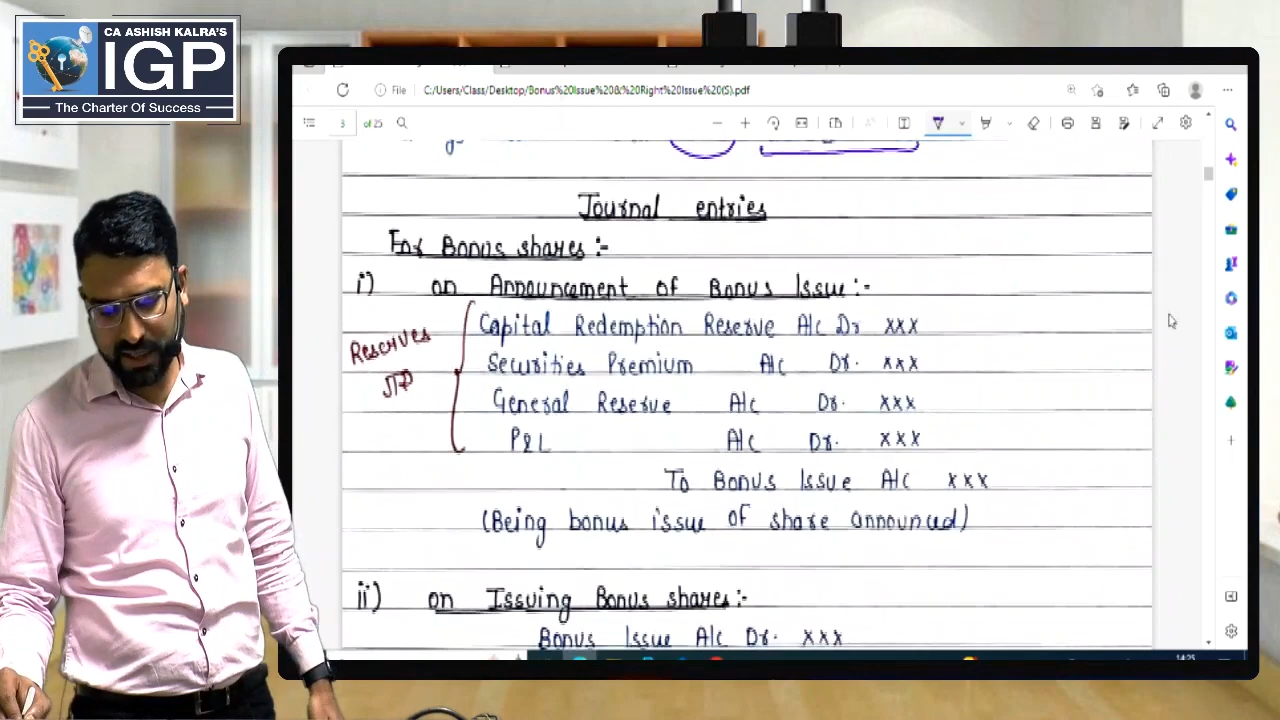 CA ASHISH KALRA'S
IGP
The Charter Of Success
File C:/Users/Class/Desktop/Bonus%20Issue%20&%20Right%20Issue%20(S).pdf
3 of 25
Journal entries
For Bonus shares :-
i) on Announcement of Bonus Issue :-
Capital Redemption Reserve A/c Dr xxx
Securities Premium A/c Dr. xxx
General Reserve A/c Dr. xxx
P&L A/c Dr. xxx
Reserves
To Bonus Issue A/c xxx
(Being bonus issue of share announced)
ii) on Issuing Bonus shares :-
Bonus Issue A/c Dr. xxx
14:25